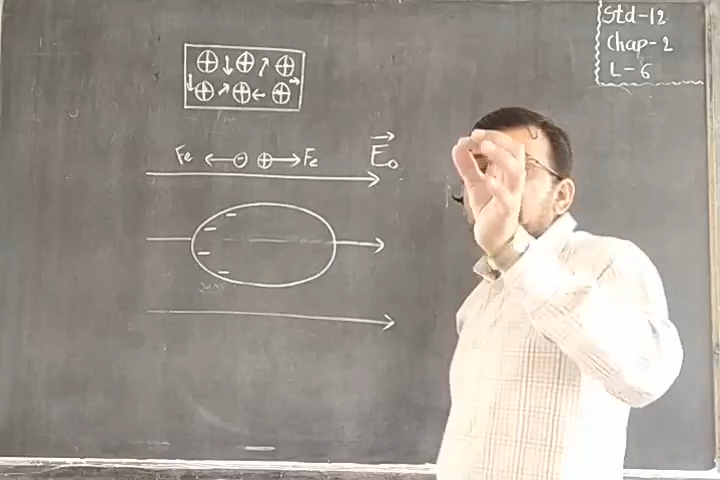 Std-12
Chap-2
L-6
⊕ ↓ ⊕ ↗ ⊕ →
↓ ⊕ ↗ ⊕ ← ⊕
Fe ← ⊖ ⊕ → Fe
E₀
- - - -